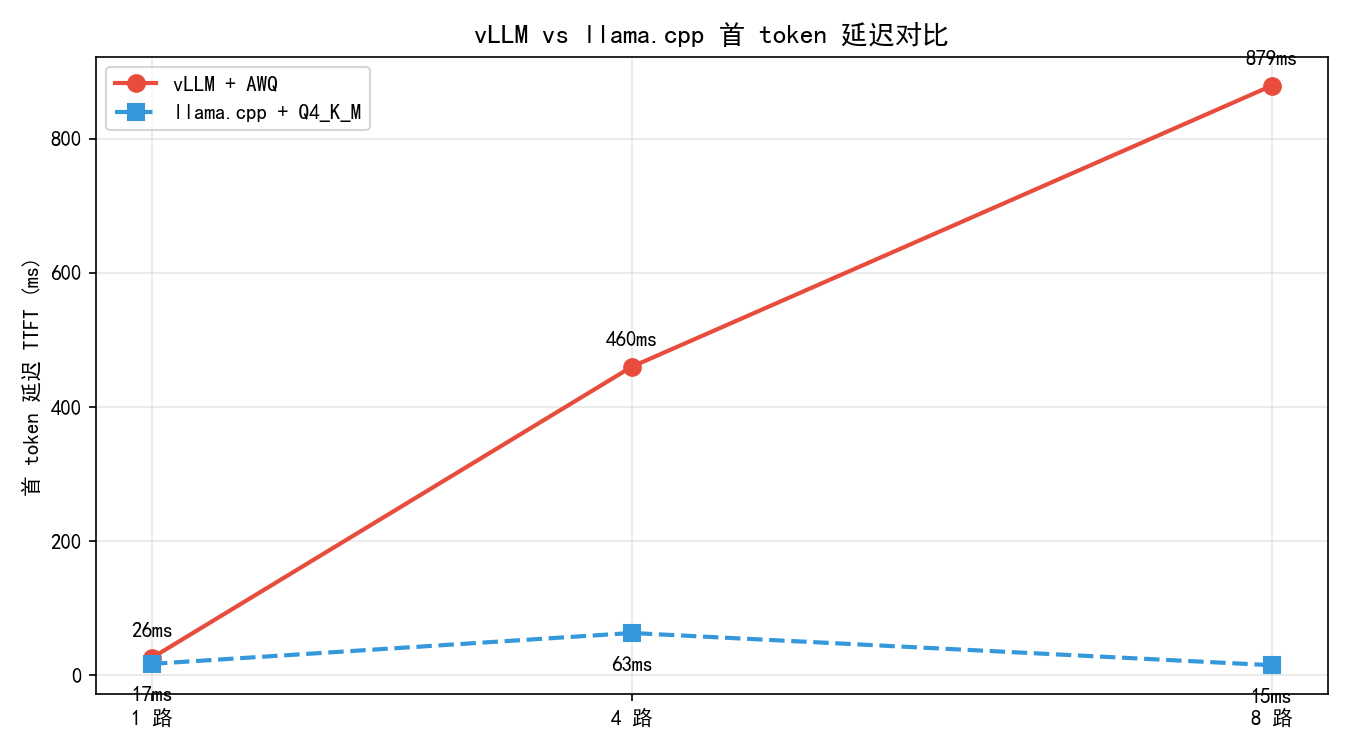 vLLM vs llama.cpp 首 token 延迟对比
vLLM + AWQ
llama.cpp + Q4_K_M
首 token 延迟 TTFT (ms)
800
600
400
200
0
879ms
460ms
26ms
17ms
63ms
15ms
1 路
4 路
8 路